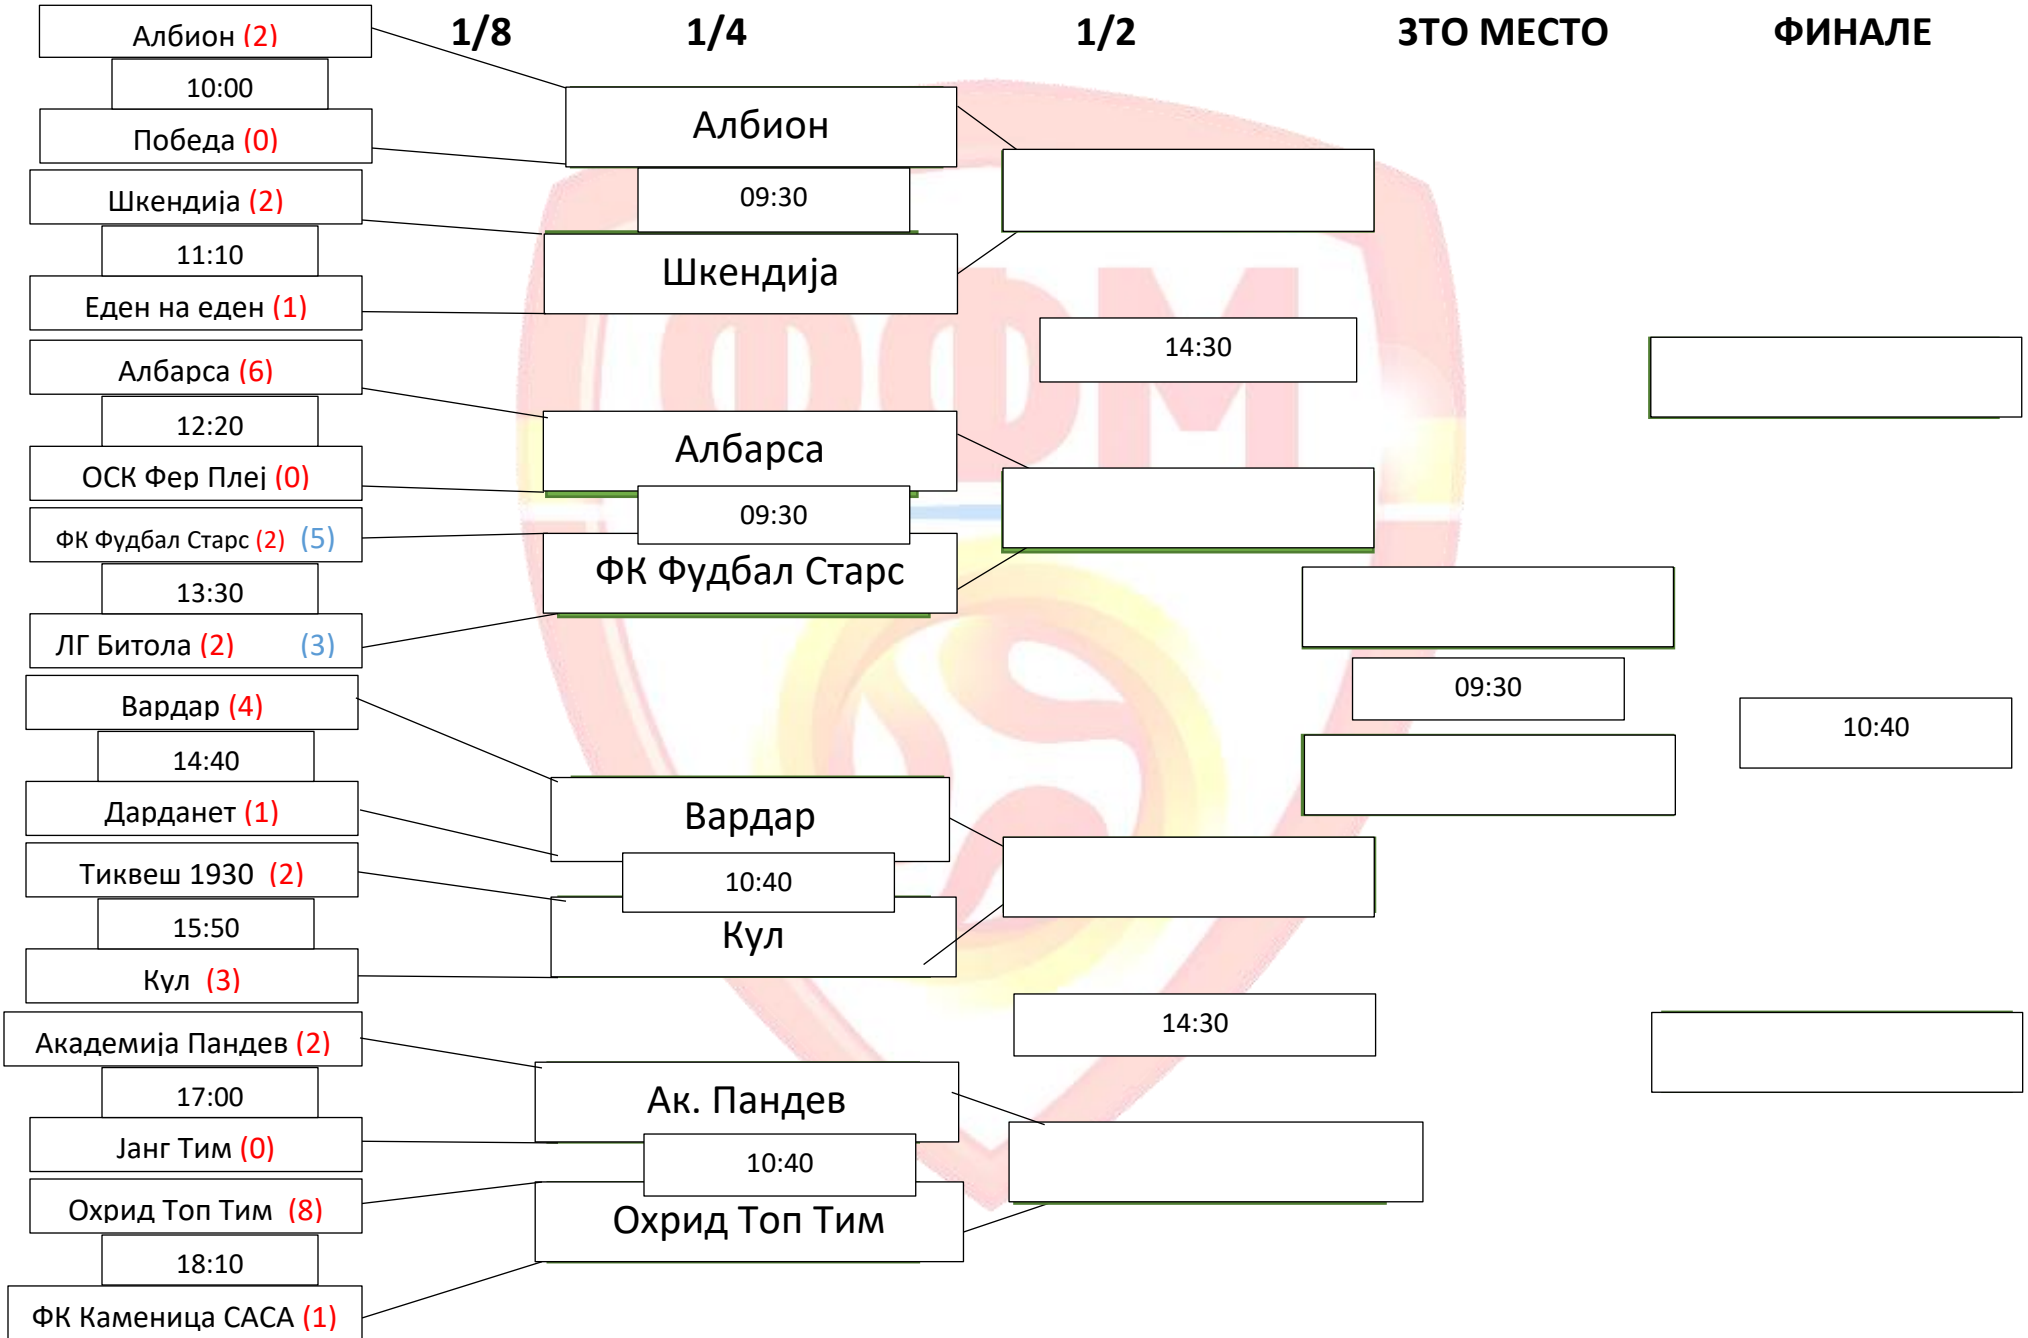 1/8
1/4
1/2
3ТО МЕСТО
ФИНАЛЕ
Албион (2)
10:00
Победа (0)
Шкендија (2)
11:10
Еден на еден (1)
Албарса (6)
12:20
ОСК Фер Плеј (0)
ФК Фудбал Старс (2) (5)
13:30
ЛГ Битола (2) (3)
Вардар (4)
14:40
Дарданет (1)
Тиквеш 1930 (2)
15:50
Кул (3)
Академија Пандев (2)
17:00
Јанг Тим (0)
Охрид Топ Тим (8)
18:10
ФК Каменица САСА (1)
Албион
09:30
Шкендија
Албарса
09:30
ФК Фудбал Старс
Вардар
10:40
Кул
Ак. Пандев
10:40
Охрид Топ Тим
14:30
14:30
09:30
10:40
ФФМ